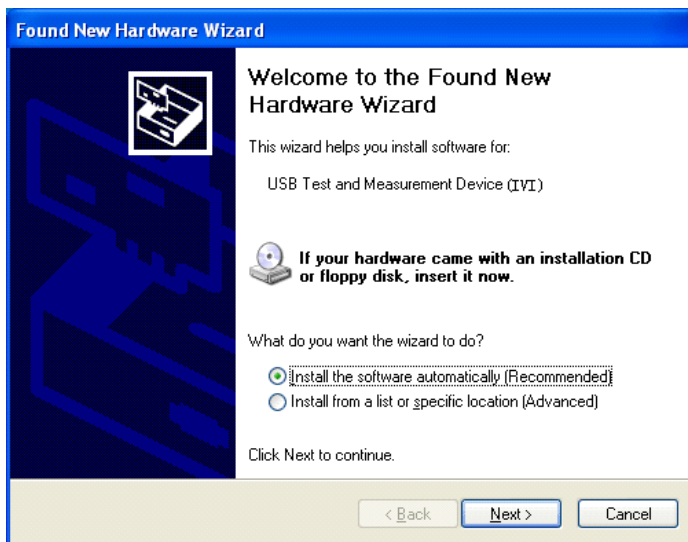 Found New Hardware Wizard
Welcome to the Found New
Hardware Wizard
This wizard helps you install software for:
USB Test and Measurement Device (IVI)
If your hardware came with an installation CD
or floppy disk, insert it now.
What do you want the wizard to do?
Install the software automatically (Recommended)
Install from a list or specific location (Advanced)
Click Next to continue.
< Back Next > Cancel